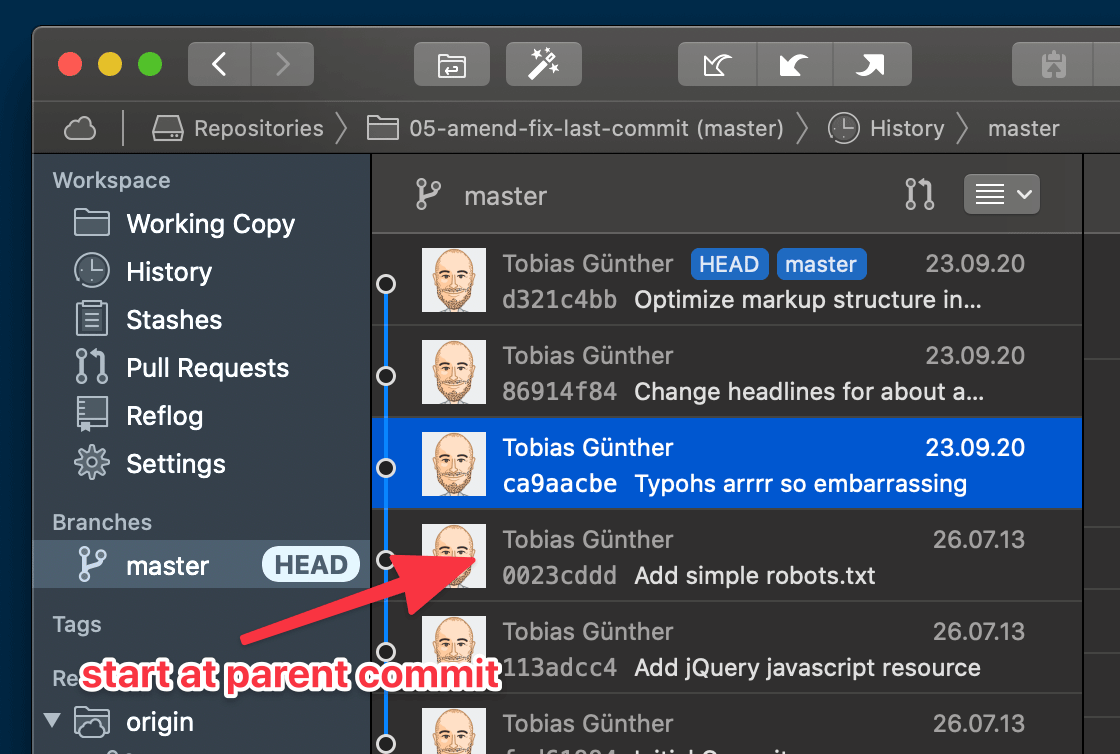 Repositories
05-amend-fix-last-commit (master)
History
master
Workspace
Working Copy
History
Stashes
Pull Requests
Reflog
Settings
Branches
master HEAD
Tags
origin
master
Tobias Günther HEAD master 23.09.20
d321c4bb Optimize markup structure in...
Tobias Günther 23.09.20
86914f84 Change headlines for about a...
Tobias Günther 23.09.20
ca9aacbe Typohs arrrr so embarrassing
Tobias Günther 26.07.13
0023cddd Add simple robots.txt
Tobias Günther 26.07.13
113adcc4 Add jQuery javascript resource
Tobias Günther 26.07.13
start at parent commit